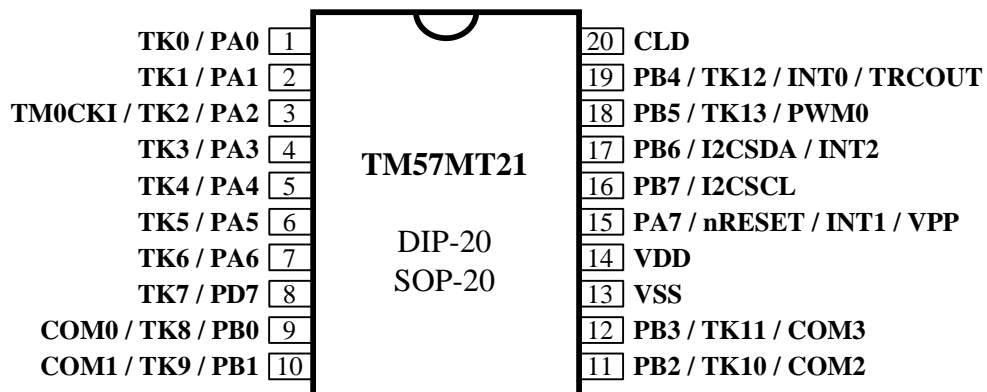 TK0 / PA0 1 20 CLD
TK1 / PA1 2 19 PB4 / TK12 / INT0 / TRCOUT
TM0CKI / TK2 / PA2 3 18 PB5 / TK13 / PWM0
TK3 / PA3 4 17 PB6 / I2CSDA / INT2
TM57MT21
TK4 / PA4 5 16 PB7 / I2CSCL
TK5 / PA5 6 15 PA7 / nRESET / INT1 / VPP
DIP-20
TK6 / PA6 7 14 VDD
SOP-20
TK7 / PD7 8 13 VSS
COM0 / TK8 / PB0 9 12 PB3 / TK11 / COM3
COM1 / TK9 / PB1 10 11 PB2 / TK10 / COM2